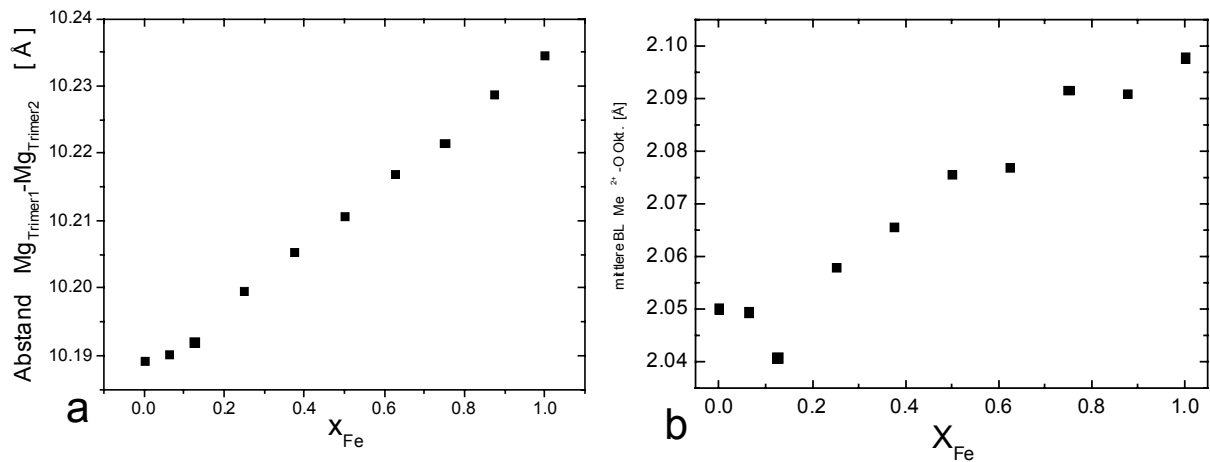 Abstand Mg_Trimer1-Mg_Trimer2 [Å]
10.24
10.23
10.22
10.21
10.20
10.19
0.0 0.2 0.4 0.6 0.8 1.0
x_Fe
a
mittlere BL Me 2+ -O Okt. [Å]
2.10
2.09
2.08
2.07
2.06
2.05
2.04
0.0 0.2 0.4 0.6 0.8 1.0
X_Fe
b